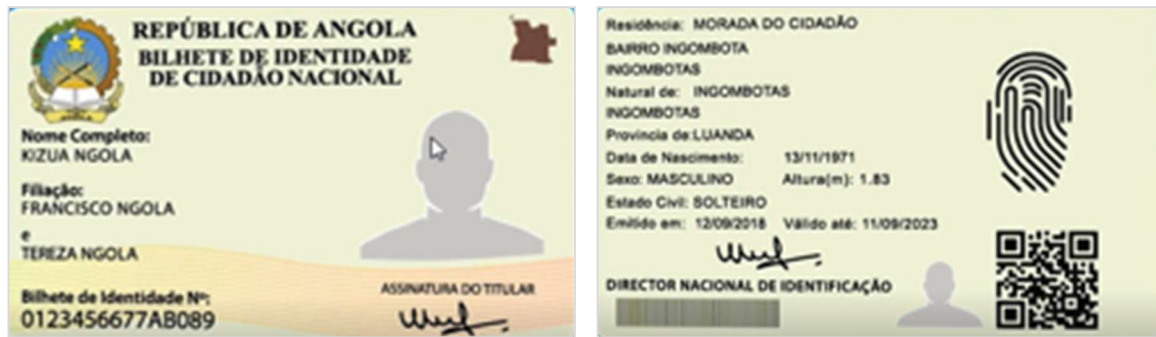 REPÚBLICA DE ANGOLA
BILHETE DE IDENTIDADE
DE CIDADÃO NACIONAL
Nome Completo:
KIZUA NGOLA
Filiação:
FRANCISCO NGOLA
e
TEREZA NGOLA
Bilhete de Identidade Nº:
0123456677AB089
ASSINATURA DO TITULAR
Residência: MORADA DO CIDADÃO
BAIRRO INGOMBOTA
INGOMBOTAS
Natural de: INGOMBOTAS
INGOMBOTAS
Provincia de:LUANDA
Data de Nascimento: 13/11/1971
Sexo: MASCULINO Altura(m): 1.83
Estado Civil: SOLTEIRO
Emitido em: 12/09/2018 Válido até: 11/09/2023
DIRECTOR NACIONAL DE IDENTIFICAÇÃO